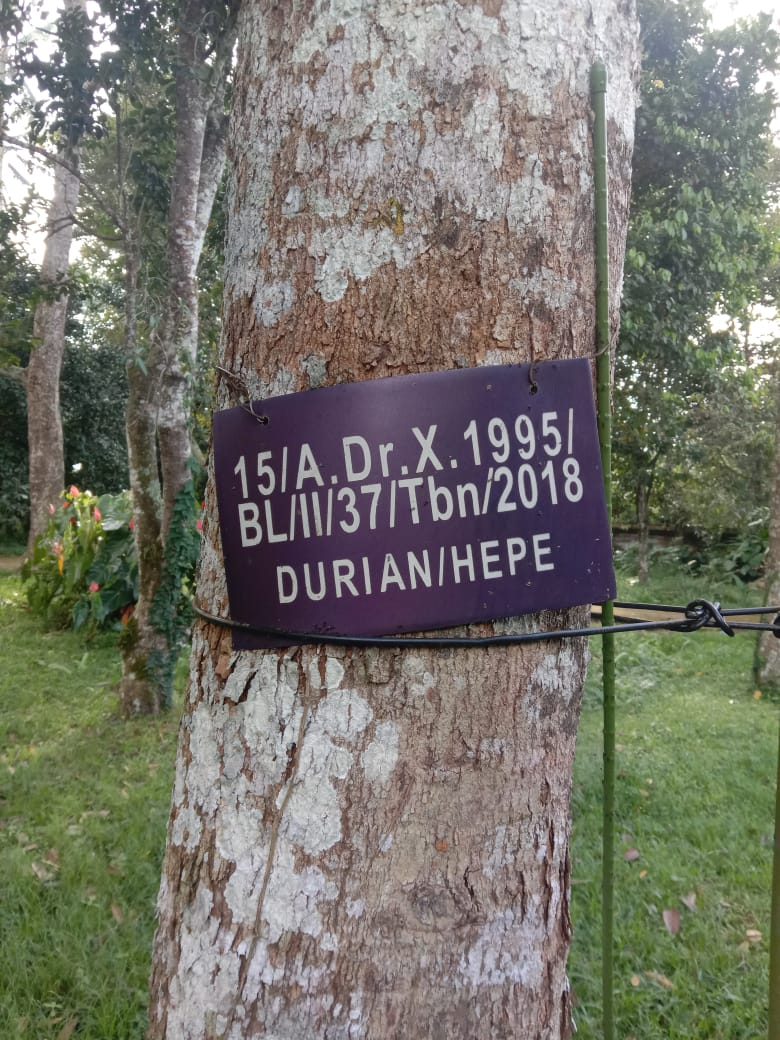 15/A.Dr.X.1995/
BL/II/37/Tbn/2018
DURIAN/HEPE